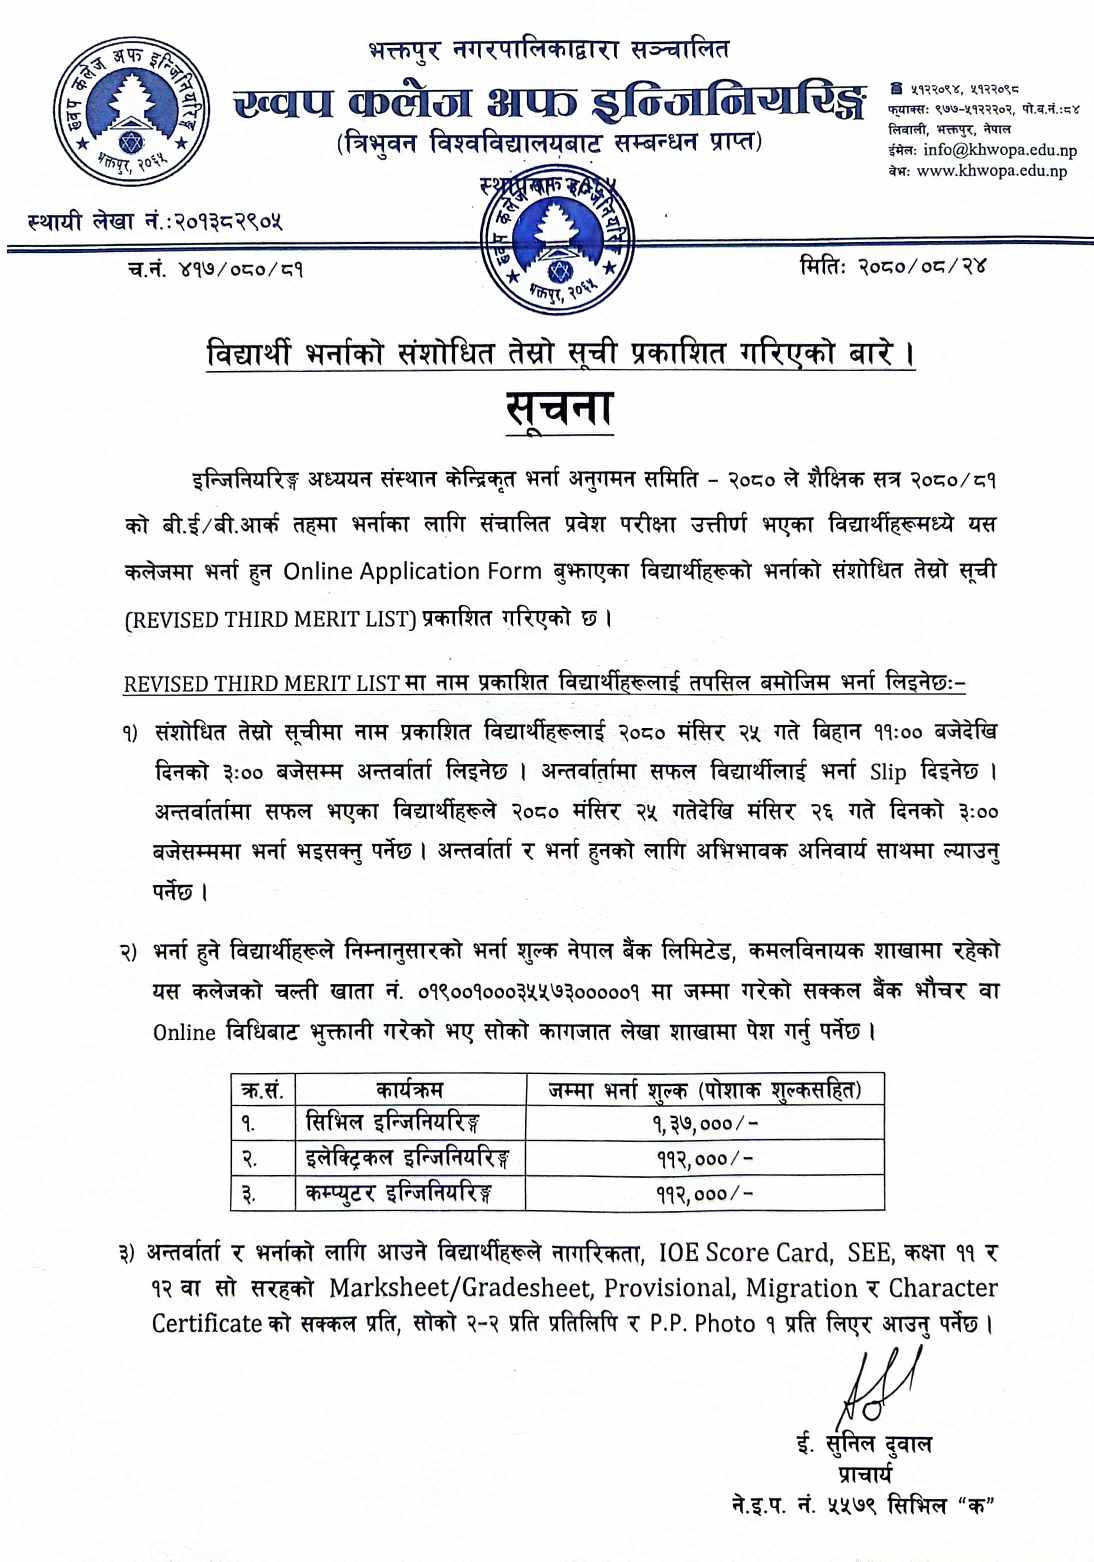 भक्तपुर नगरपालिकाद्वारा सञ्चालित
ख्वप कलेज अफ इन्जिनियरिङ्ग
(त्रिभुवन विश्वविद्यालयबाट सम्बन्धन प्राप्त)
ख्वप कलेज अफ इन्जिनियरिङ्ग
भक्तपुर, २०६५
☎ ५१२२०९४, ५१२२०९८
फ्याक्सः ९७७-५१२२२०२, पो.ब.नं.:८४
लिवाली, भक्तपुर, नेपाल
ईमेलः info@khwopa.edu.np
वेभः www.khwopa.edu.np
ख्वप कलेज अफ इन्जिनियरिङ्ग
भक्तपुर, २०६५
स्थायी लेखा नं.:२०१३८२९०५
च.नं. ४१७/०८०/८१
मितिः २०८०/०८/२४
विद्यार्थी भर्नाको संशोधित तेस्रो सूची प्रकाशित गरिएको बारे ।
सूचना
इन्जिनियरिङ्ग अध्ययन संस्थान केन्द्रिकृत भर्ना अनुगमन समिति – २०८० ले शैक्षिक सत्र २०८०/८१
को बी.ई/बी.आर्क तहमा भर्नाका लागि संचालित प्रवेश परीक्षा उत्तीर्ण भएका विद्यार्थीहरूमध्ये यस
कलेजमा भर्ना हुन Online Application Form बुझाएका विद्यार्थीहरूको भर्नाको संशोधित तेस्रो सूची
(REVISED THIRD MERIT LIST) प्रकाशित गरिएको छ ।
REVISED THIRD MERIT LIST मा नाम प्रकाशित विद्यार्थीहरूलाई तपसिल बमोजिम भर्ना लिइनेछ:–
१) संशोधित तेस्रो सूचीमा नाम प्रकाशित विद्यार्थीहरूलाई २०८० मंसिर २५ गते बिहान ११:०० बजेदेखि
दिनको ३:०० बजेसम्म अन्तर्वार्ता लिइनेछ । अन्तर्वार्तामा सफल विद्यार्थीलाई भर्ना Slip दिइनेछ ।
अन्तर्वार्तामा सफल भएका विद्यार्थीहरूले २०८० मंसिर २५ गतेदेखि मंसिर २६ गते दिनको ३:००
बजेसम्ममा भर्ना भइसक्नु पर्नेछ । अन्तर्वार्ता र भर्ना हुनको लागि अभिभावक अनिवार्य साथमा ल्याउनु
पर्नेछ ।
२) भर्ना हुने विद्यार्थीहरूले निम्नानुसारको भर्ना शुल्क नेपाल बैंक लिमिटेड, कमलविनायक शाखामा रहेको
यस कलेजको चल्ती खाता नं. ०१९००१०००३५५७३००००० १ मा जम्मा गरेको सक्कल बैंक भौचर वा
Online विधिबाट भुक्तानी गरेको भए सोको कागजात लेखा शाखामा पेश गर्नु पर्नेछ ।
क्र.सं. कार्यक्रम जम्मा भर्ना शुल्क (पोशाक शुल्कसहित)
१. सिभिल इन्जिनियरिङ्ग १,३७,०००/-
२. इलेक्ट्रिकल इन्जिनियरिङ्ग ११२,०००/-
३. कम्प्युटर इन्जिनियरिङ्ग ११२,०००/-
३) अन्तर्वार्ता र भर्नाको लागि आउने विद्यार्थीहरूले नागरिकता, IOE Score Card, SEE, कक्षा ११ र
१२ वा सो सरहको Marksheet/Gradesheet, Provisional, Migration र Character
Certificate को सक्कल प्रति, सोको २-२ प्रति प्रतिलिपि र P.P. Photo १ प्रति लिएर आउनु पर्नेछ ।
ई. सुनिल दुवाल
प्राचार्य
ने.इ.प. नं. ५५७९ सिभिल “क”